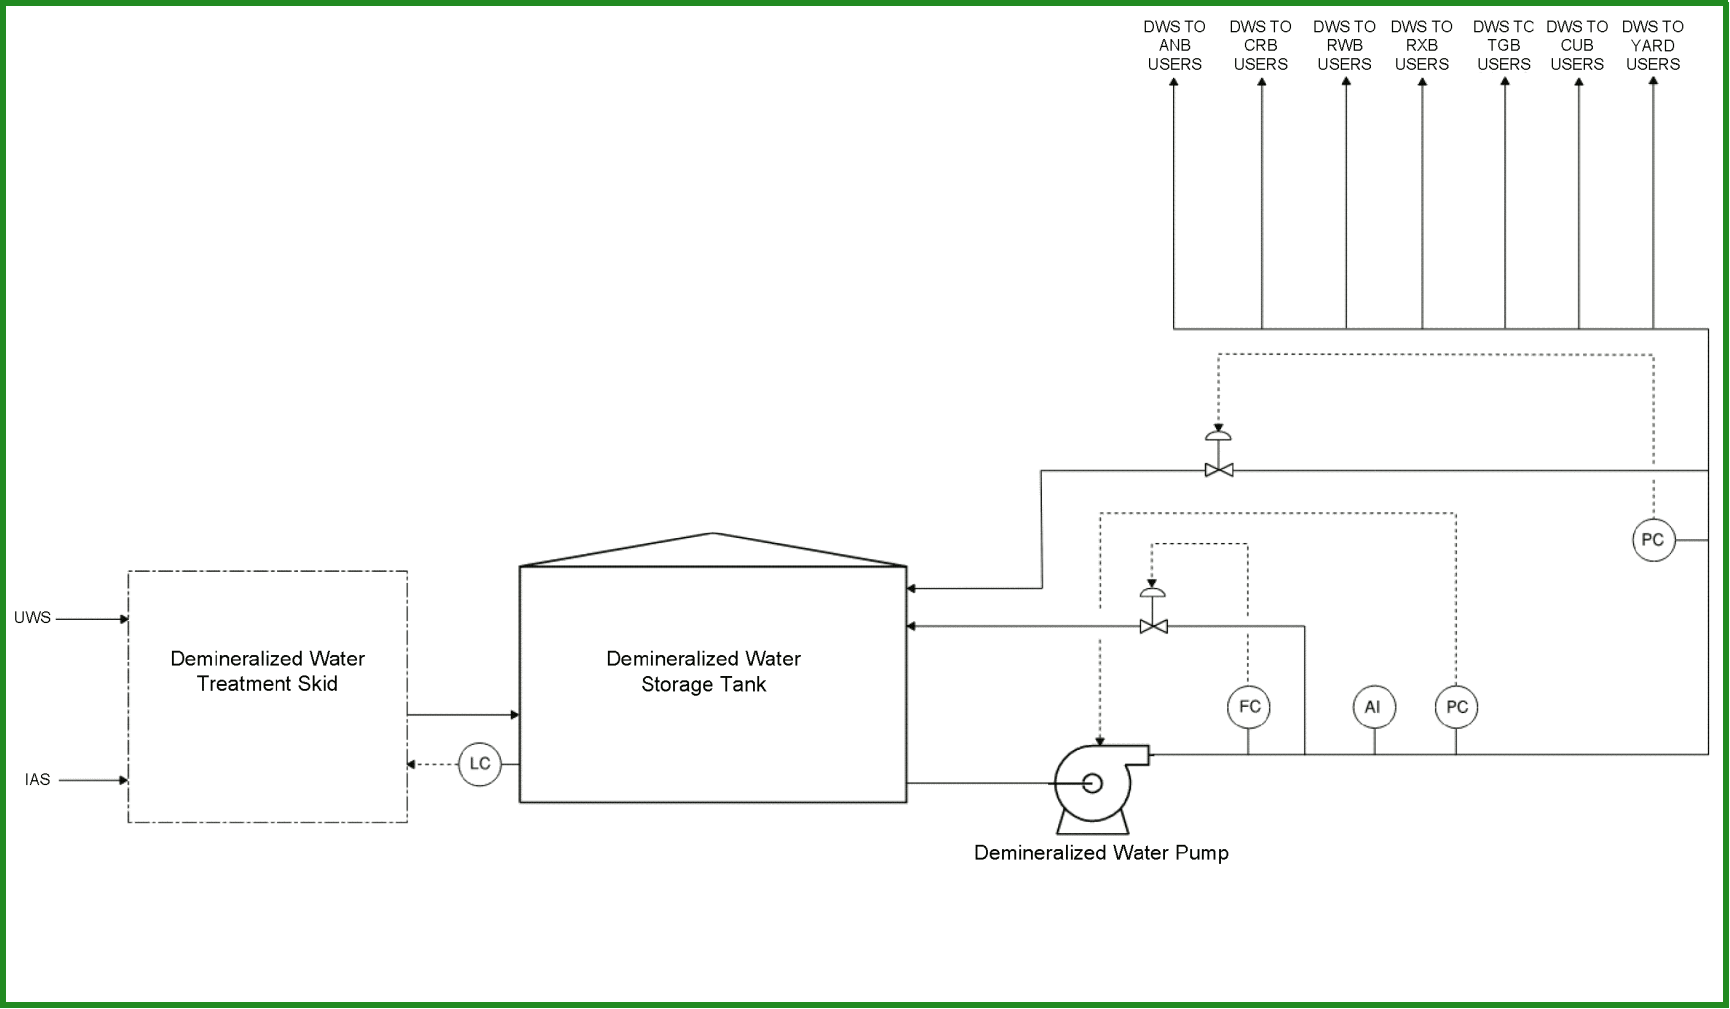 DWS TO
ANB
USERS
DWS TO
CRB
USERS
DWS TO
RWB
USERS
DWS TO
RXB
USERS
DWS TC
TGB
USERS
DWS TO
CUB
USERS
DWS TO
YARD
USERS
PC
UWS
Demineralized Water
Treatment Skid
IAS
LC
Demineralized Water
Storage Tank
FC
AI
PC
Demineralized Water Pump